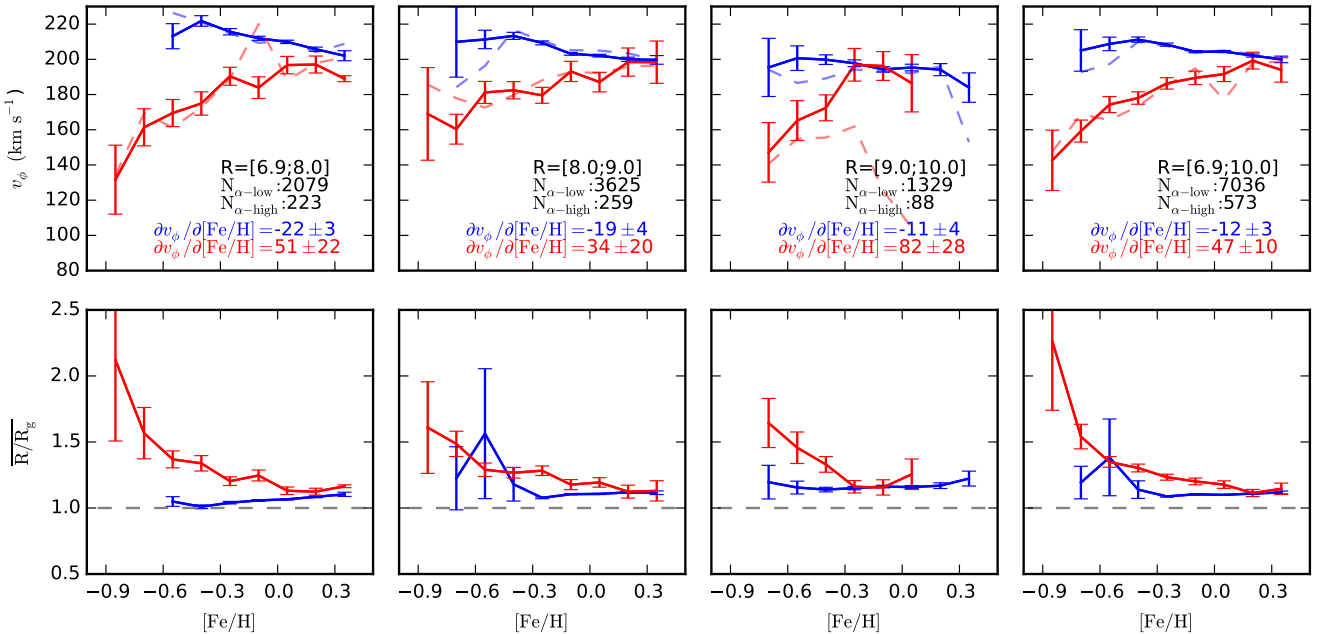 220
200
180
160
140
120
100
80
v_ϕ (km s⁻¹)
R=[6.9;8.0]
N_α−low:2079
N_α−high:223
∂v_ϕ/∂[Fe/H]=-22±3
∂v_ϕ/∂[Fe/H]=51±22
R=[8.0;9.0]
N_α−low:3625
N_α−high:259
∂v_ϕ/∂[Fe/H]=-19±4
∂v_ϕ/∂[Fe/H]=34±20
R=[9.0;10.0]
N_α−low:1329
N_α−high:88
∂v_ϕ/∂[Fe/H]=-11±4
∂v_ϕ/∂[Fe/H]=82±28
R=[6.9;10.0]
N_α−low:7036
N_α−high:573
∂v_ϕ/∂[Fe/H]=-12±3
∂v_ϕ/∂[Fe/H]=47±10
2.5
2.0
1.5
1.0
0.5
R/R_g
−0.9 −0.6 −0.3 0.0 0.3
[Fe/H]
−0.9 −0.6 −0.3 0.0 0.3
[Fe/H]
−0.9 −0.6 −0.3 0.0 0.3
[Fe/H]
−0.9 −0.6 −0.3 0.0 0.3
[Fe/H]